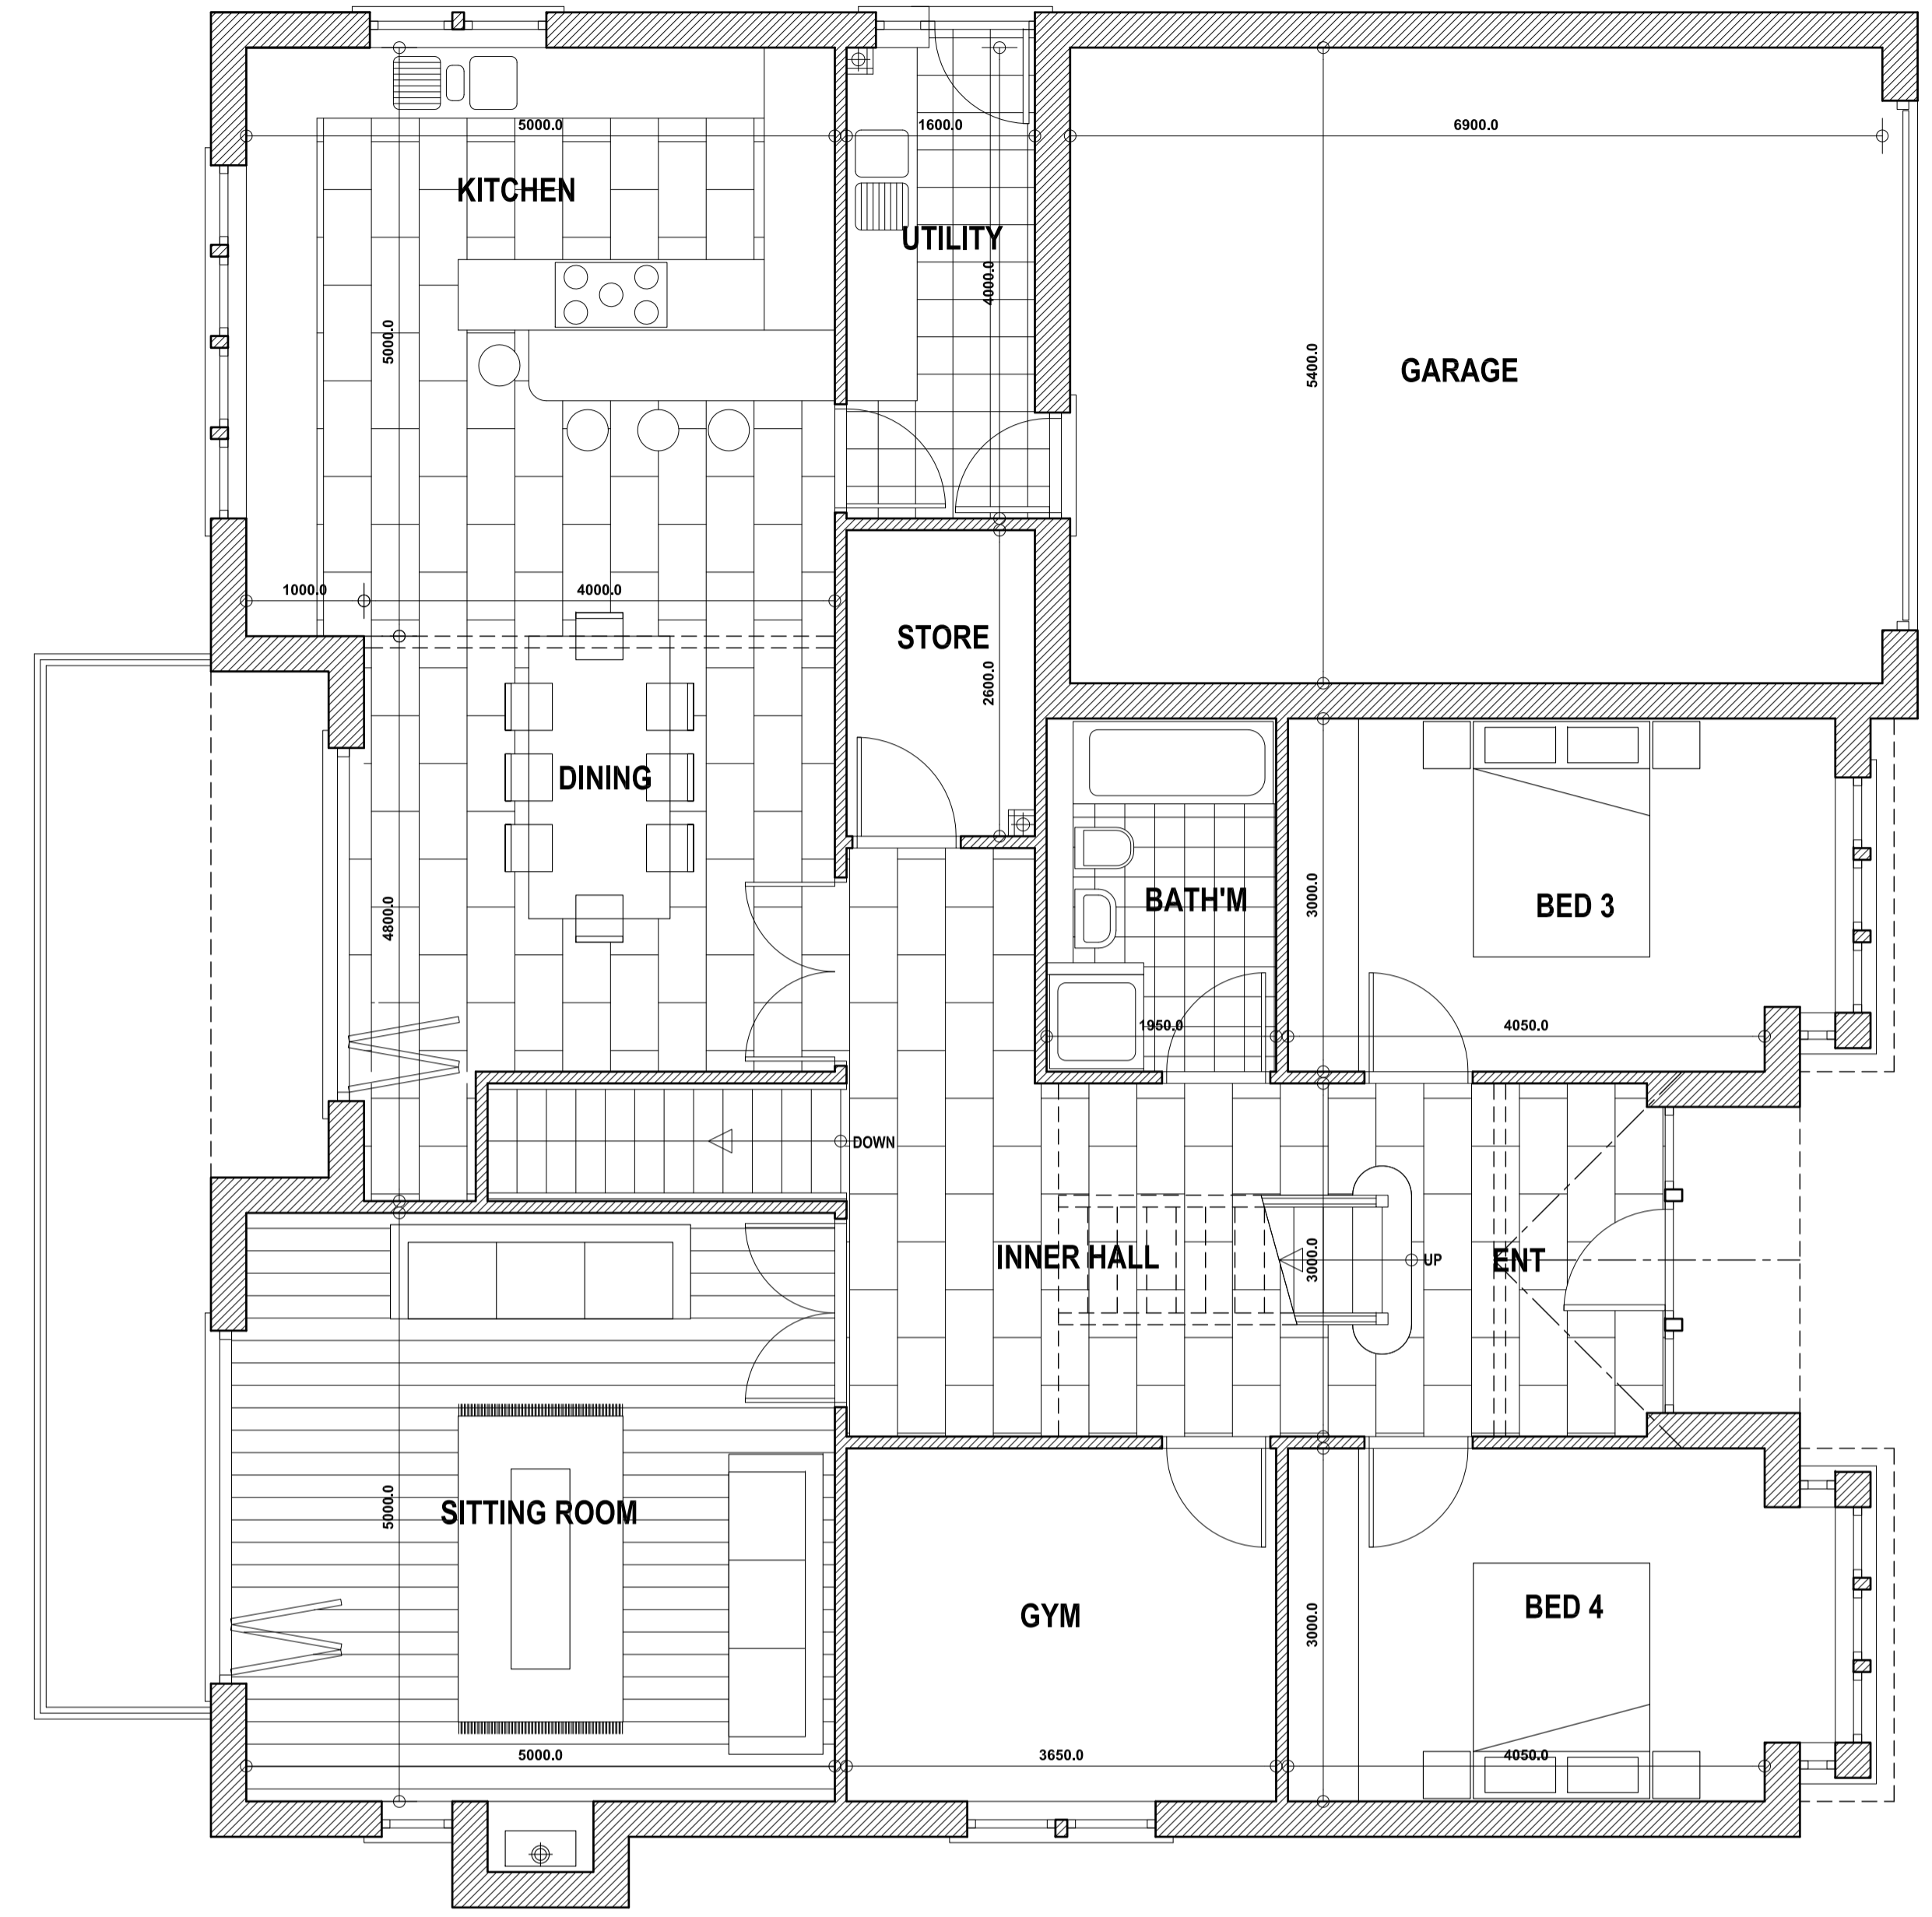 5000.0
1600.0
6900.0
KITCHEN
UTILITY
4000.0
5000.0
5400.0
GARAGE
1000.0
4000.0
STORE
2600.0
DINING
4800.0
BATH'M
3000.0
BED 3
1950.0
4050.0
DOWN
INNER HALL
3000.0
UP
ENT
5000.0
SITTING ROOM
GYM
3000.0
BED 4
5000.0
3650.0
4050.0